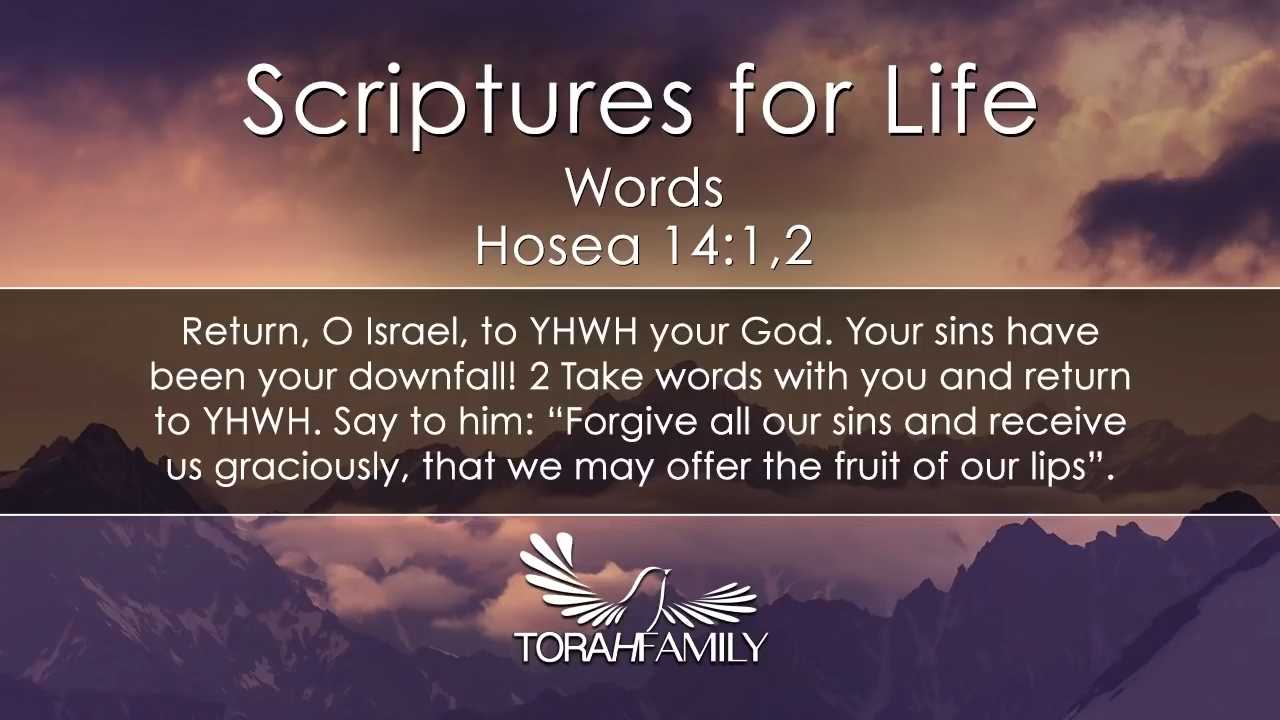 Scriptures for Life
Words
Hosea 14:1,2
Return, O Israel, to YHWH your God. Your sins have
been your downfall! 2 Take words with you and return
to YHWH. Say to him: “Forgive all our sins and receive
us graciously, that we may offer the fruit of our lips”.
TORAHFAMILY